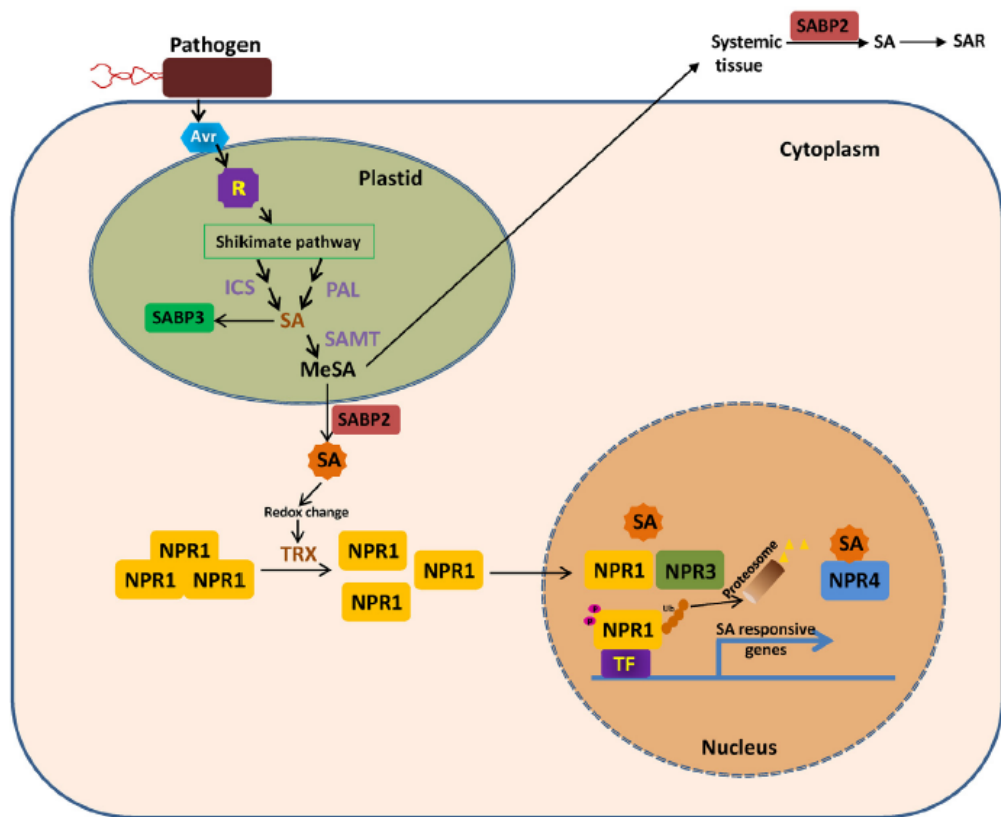 SABP2
Systemic
tissue
SA
SAR
Pathogen
Avr
Cytoplasm
Plastid
R
Shikimate pathway
ICS
PAL
SABP3
SA
SAMT
MeSA
SABP2
SA
Redox change
TRX
NPR1
NPR1
NPR1
NPR1
NPR1
NPR1
SA
NPR1
NPR3
Proteosome
SA
NPR4
P
P
NPR1
Ub
TF
SA responsive
genes
Nucleus